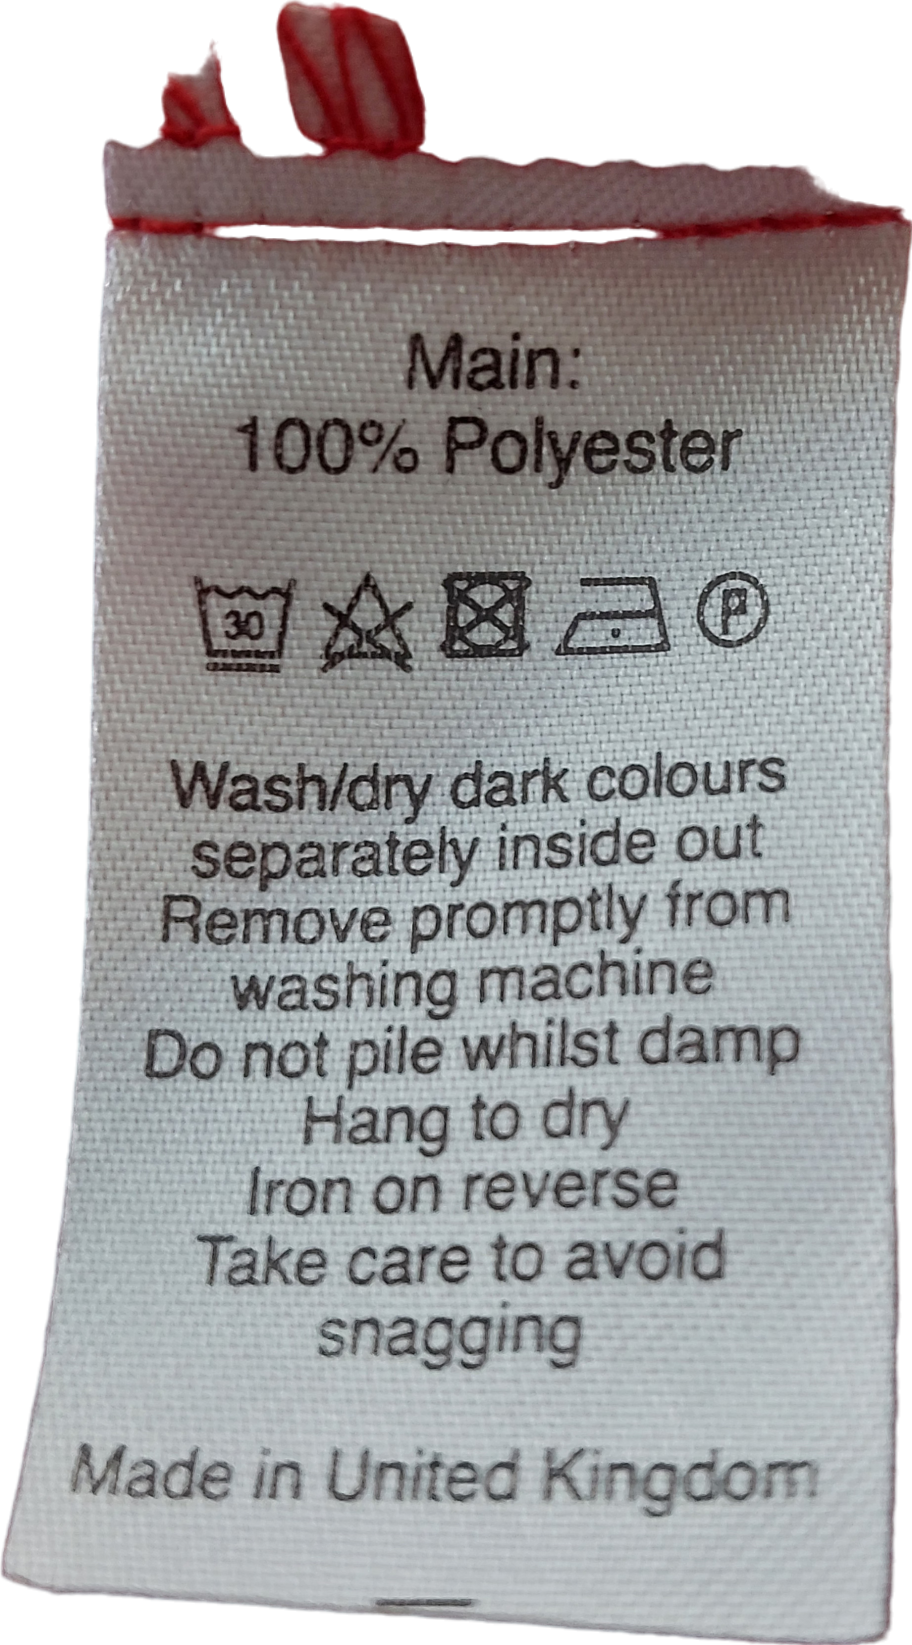 Main:
100% Polyester
30 P
Wash/dry dark colours
separately inside out
Remove promptly from
washing machine
Do not pile whilst damp
Hang to dry
Iron on reverse
Take care to avoid
snagging
Made in United Kingdom